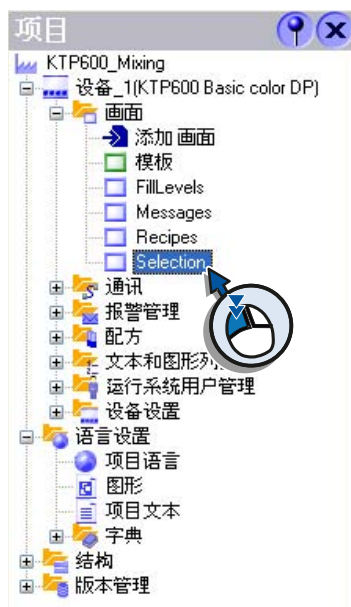 项目
KTP600_Mixing
设备_1(KTP600 Basic color DP)
画面
添加 画面
模板
FillLevels
Messages
Recipes
Selection
通讯
报警管理
配方
文本和图形列
运行系统用户管理
设备设置
语言设置
项目语言
图形
项目文本
字典
结构
版本管理